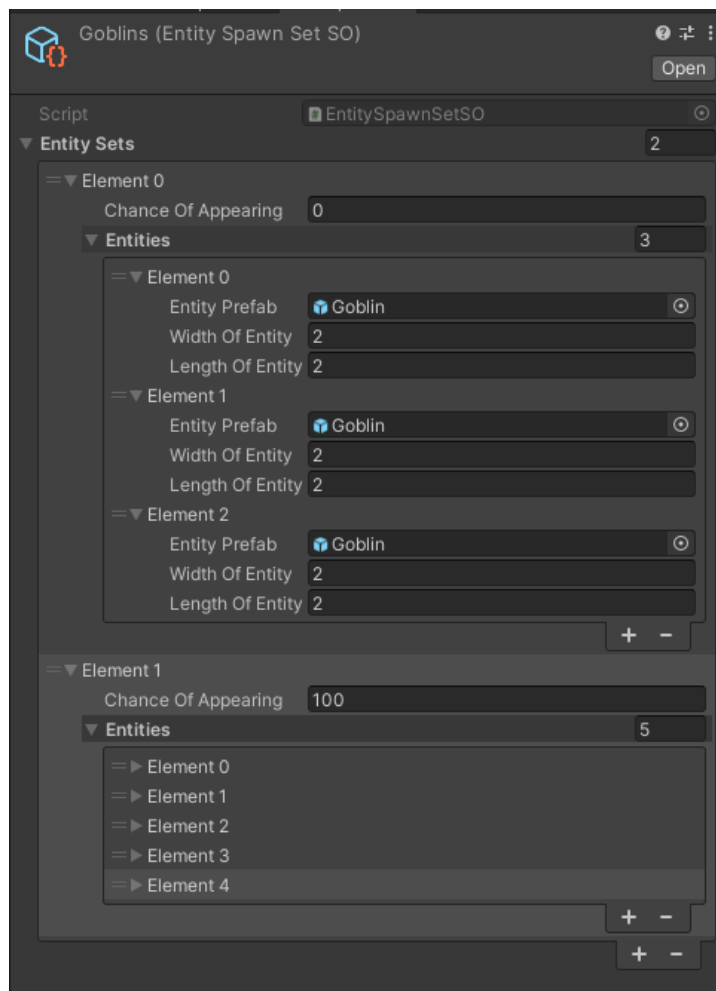 Goblins (Entity Spawn Set SO)
Open
Script EntitySpawnSetSO
Entity Sets 2
Element 0
Chance Of Appearing 0
Entities 3
Element 0
Entity Prefab Goblin
Width Of Entity 2
Length Of Entity 2
Element 1
Entity Prefab Goblin
Width Of Entity 2
Length Of Entity 2
Element 2
Entity Prefab Goblin
Width Of Entity 2
Length Of Entity 2
+ −
Element 1
Chance Of Appearing 100
Entities 5
Element 0
Element 1
Element 2
Element 3
Element 4
+ −
+ −